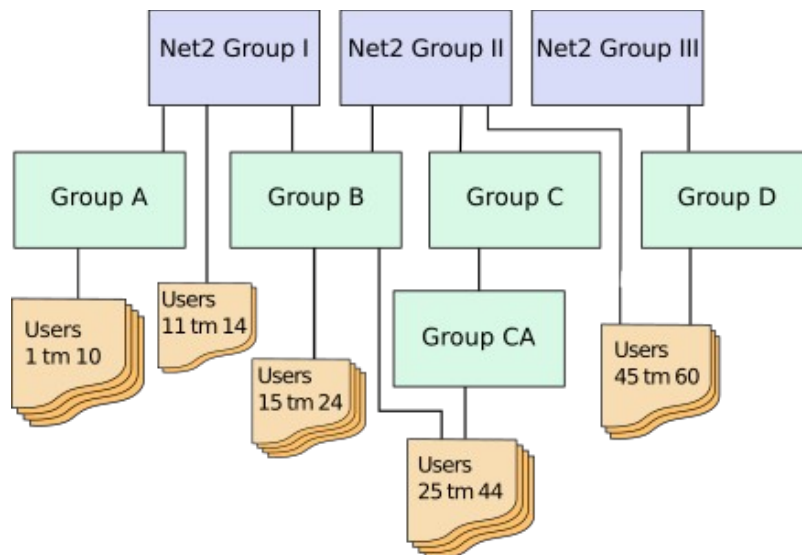 Net2 Group I
Net2 Group II
Net2 Group III
Group A
Group B
Group C
Group D
Users
1 tm 10
Users
11 tm 14
Group CA
Users
45 tm 60
Users
15 tm 24
Users
25 tm 44